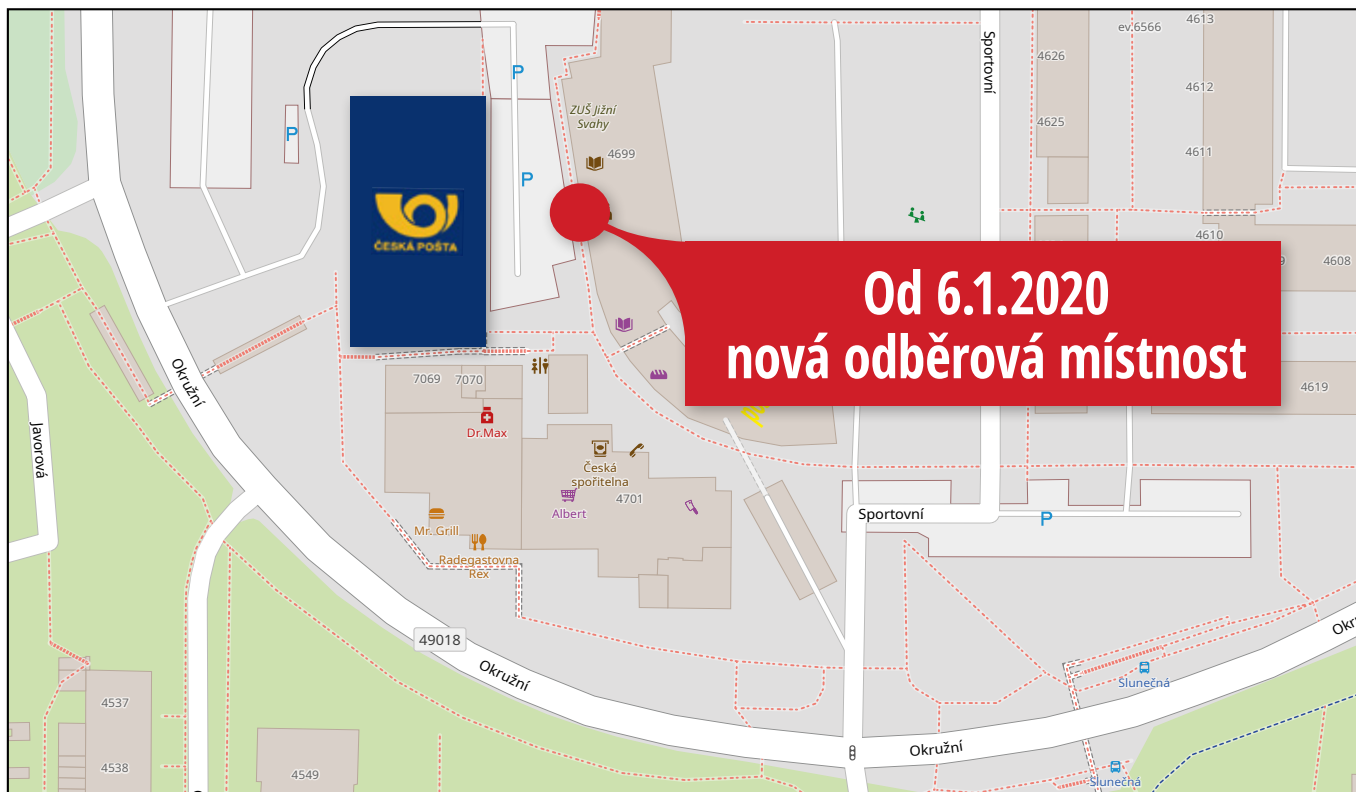 4613
ev.6566
Sportovní
4626
P
4612
ZUŠ Jižní
Svahy
4625
P
4699
4611
P
ČESKÁ POŠTA
4610
4608
Od 6.1.2020
nová odběrová místnost
Okružní
7069
7070
4619
Dr.Max
Javorová
Česká
spořitelna
4701
Albert
Sportovní
P
Mr. Grill
Radegastovna
Rex
49018
Okružní
Slunečná
4537
4538
4549
Okružní
Slunečná